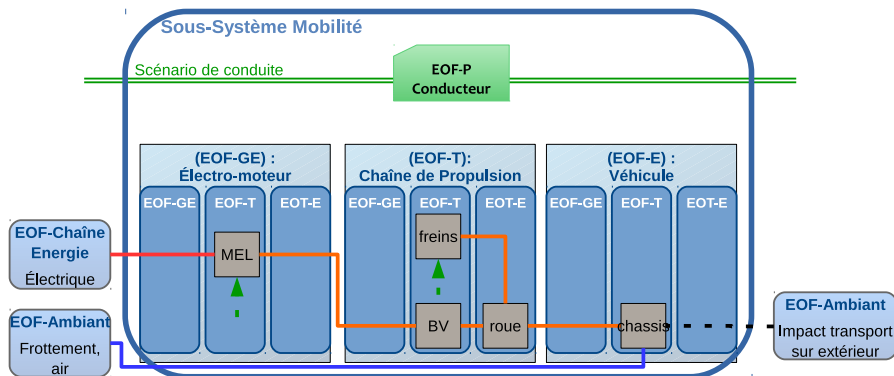 Sous-Système Mobilité
Scénario de conduite
EOF-P
Conducteur
(EOF-GE) :
Électro-moteur
(EOF-T):
Chaîne de Propulsion
(EOF-E) :
Véhicule
EOF-GE
EOF-T
EOT-E
EOF-GE
EOF-T
EOT-E
EOF-GE
EOF-T
EOT-E
EOF-Chaîne
Energie
Électrique
MEL
freins
EOF-Ambiant
Frottement,
air
BV
roue
chassis
EOF-Ambiant
Impact transport
sur extérieur